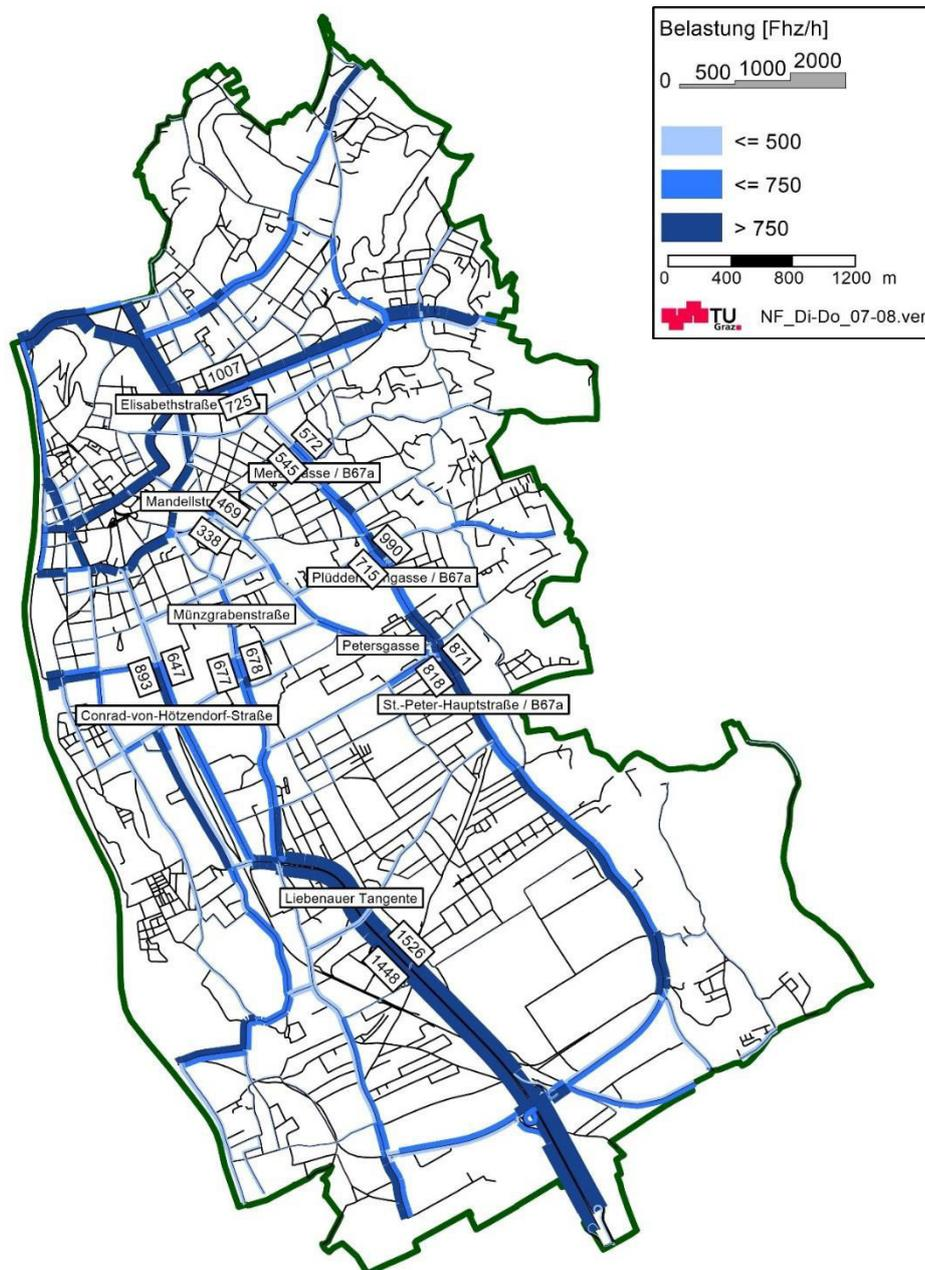 Belastung [Fhz/h]
0 500 1000 2000
<= 500
<= 750
> 750
0 400 800 1200 m
TU
Graz
NF_Di-Do_07-08.ver
1007
Elisabethstraße
725
572
545
/ B67a
469
338
990
715
/ B67a
Münzgrabenstraße
Petersgasse
871
818
647
893
678
677
St.-Peter-Hauptstraße / B67a
Conrad-von-Hötzendorf-Straße
Liebenauer Tangente
1526
1448